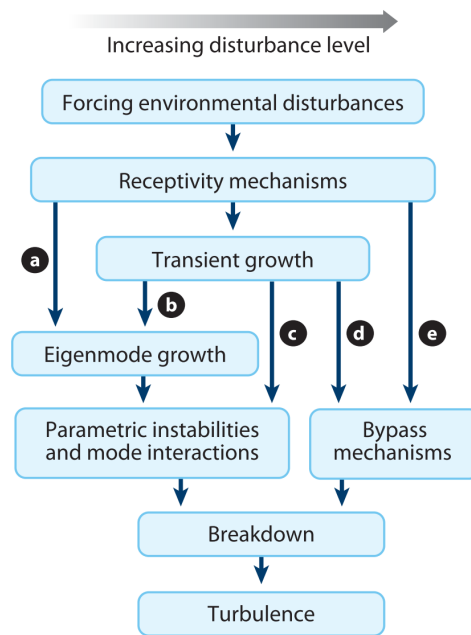 Increasing disturbance level
Forcing environmental disturbances
Receptivity mechanisms
a
Transient growth
b
c
d
e
Eigenmode growth
Parametric instabilities
and mode interactions
Bypass
mechanisms
Breakdown
Turbulence